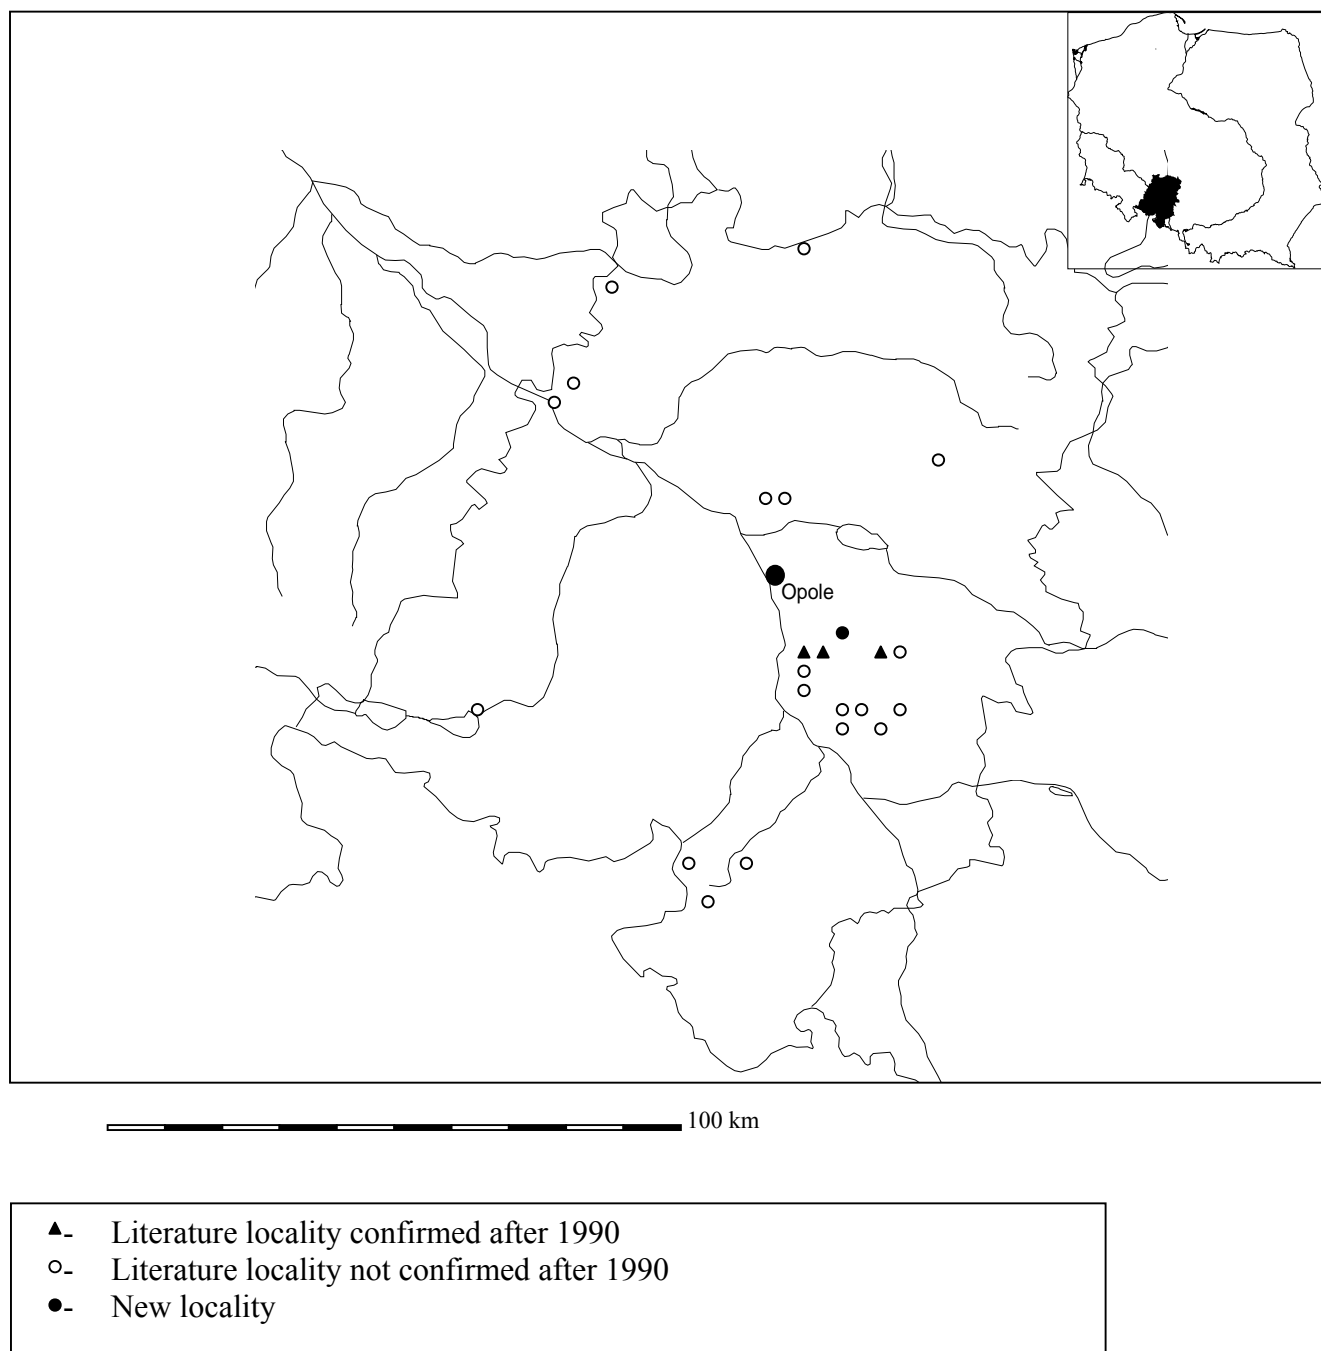 Opole
100 km
▲- Literature locality confirmed after 1990
○- Literature locality not confirmed after 1990
●- New locality